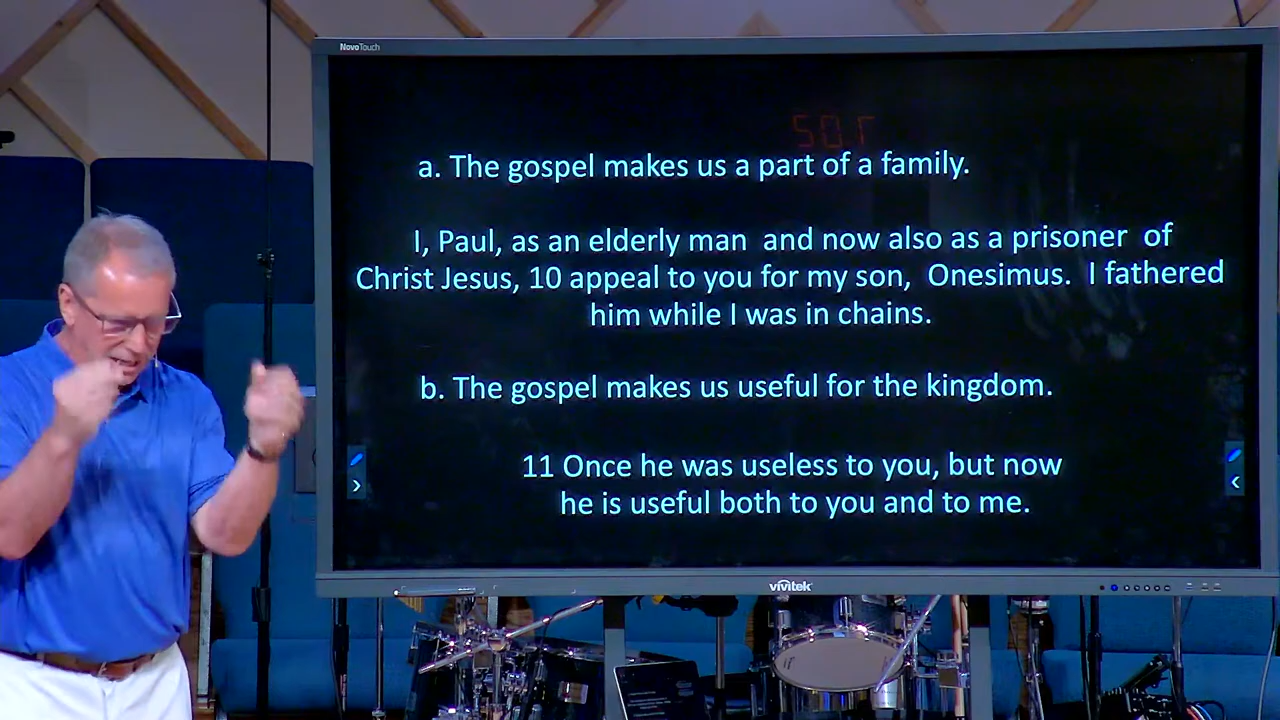 NovoTouch
a. The gospel makes us a part of a family.
I, Paul, as an elderly man and now also as a prisoner of
Christ Jesus, 10 appeal to you for my son, Onesimus. I fathered
him while I was in chains.
b. The gospel makes us useful for the kingdom.
11 Once he was useless to you, but now
he is useful both to you and to me.
vivitek